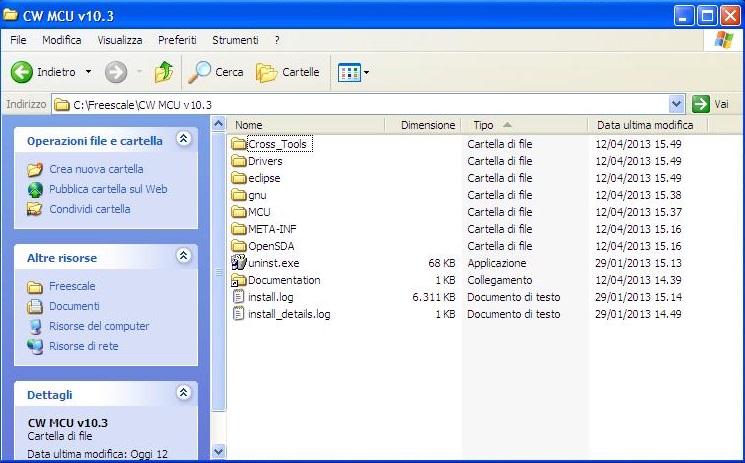 CW MCU v10.3
File Modifica Visualizza Preferiti Strumenti ?
Indietro Cerca Cartelle
Indirizzo C:\Freescale\CW MCU v10.3 Vai
Operazioni file e cartella
Crea nuova cartella
Pubblica cartella sul Web
Condividi cartella
Altre risorse
Freescale
Documenti
Risorse del computer
Risorse di rete
Dettagli
CW MCU v10.3
Cartella di file
Data ultima modifica: Oggi 12
Nome Dimensione Tipo Data ultima modifica
Cross_Tools Cartella di file 12/04/2013 15.49
Drivers Cartella di file 12/04/2013 15.49
eclipse Cartella di file 12/04/2013 15.49
gnu Cartella di file 12/04/2013 15.38
MCU Cartella di file 12/04/2013 15.37
META-INF Cartella di file 12/04/2013 15.16
OpenSDA Cartella di file 12/04/2013 15.16
uninst.exe 68 KB Applicazione 29/01/2013 15.13
Documentation 1 KB Collegamento 12/04/2013 14.39
install.log 6.311 KB Documento di testo 29/01/2013 15.14
install_details.log 1 KB Documento di testo 29/01/2013 14.49